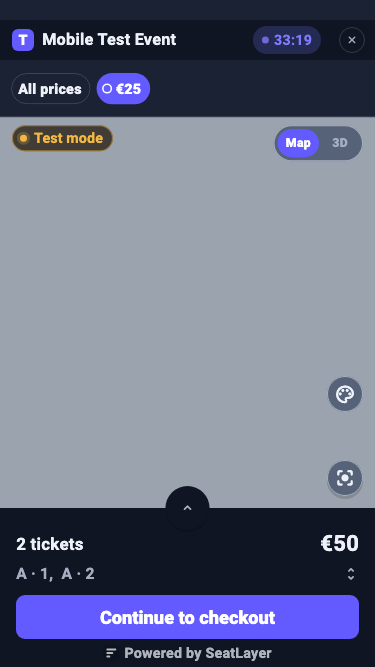 T Mobile Test Event 33:19
All prices €25
Test mode
Map 3D
2 tickets €50
A · 1, A · 2
Continue to checkout
Powered by SeatLayer